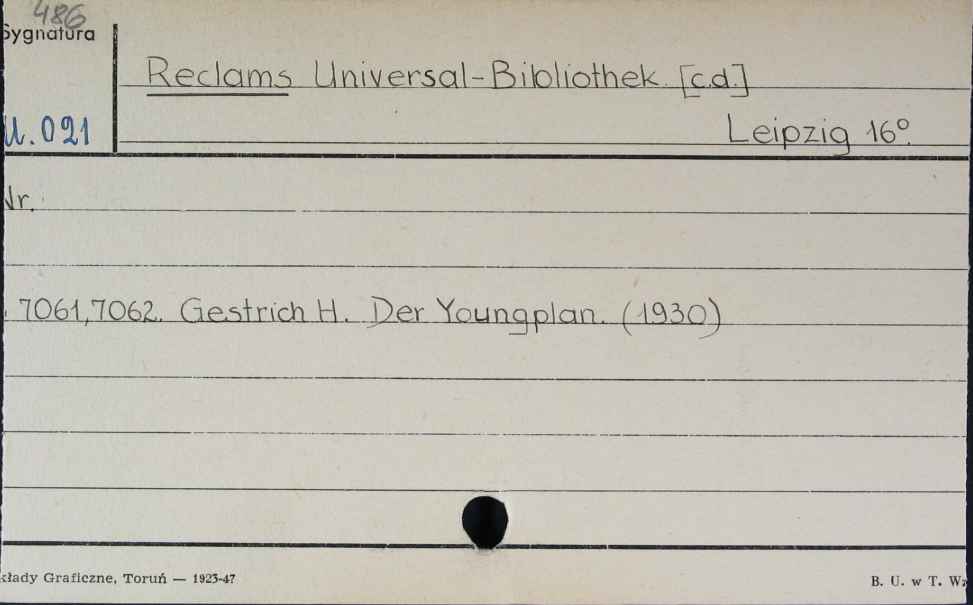 486
Sygnatura
Reclams Universal-Bibliothek [c.d.]
U. 021
Leipzig 16°.
Nr.
7061,7062. Gestrich H. Der Youngplan. (1930)
kłady Graficzne, Toruń — 1923-47
B. U. w T. Wz